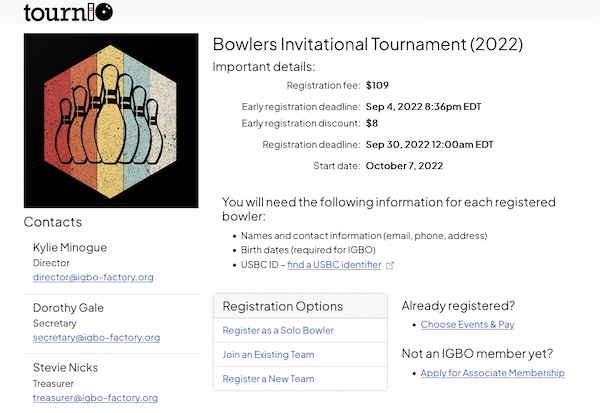 tournio
Bowlers Invitational Tournament (2022)
Important details:
Registration fee: $109
Early registration deadline: Sep 4, 2022 8:36pm EDT
Early registration discount: $8
Registration deadline: Sep 30, 2022 12:00am EDT
Start date: October 7, 2022
You will need the following information for each registered
bowler:
• Names and contact information (email, phone, address)
• Birth dates (required for IGBO)
• USBC ID – find a USBC identifier
Contacts
Kylie Minogue
Director
director@igbo-factory.org
Dorothy Gale
Secretary
secretary@igbo-factory.org
Stevie Nicks
Treasurer
treasurer@igbo-factory.org
Registration Options
Register as a Solo Bowler
Join an Existing Team
Register a New Team
Already registered?
• Choose Events & Pay
Not an IGBO member yet?
• Apply for Associate Membership